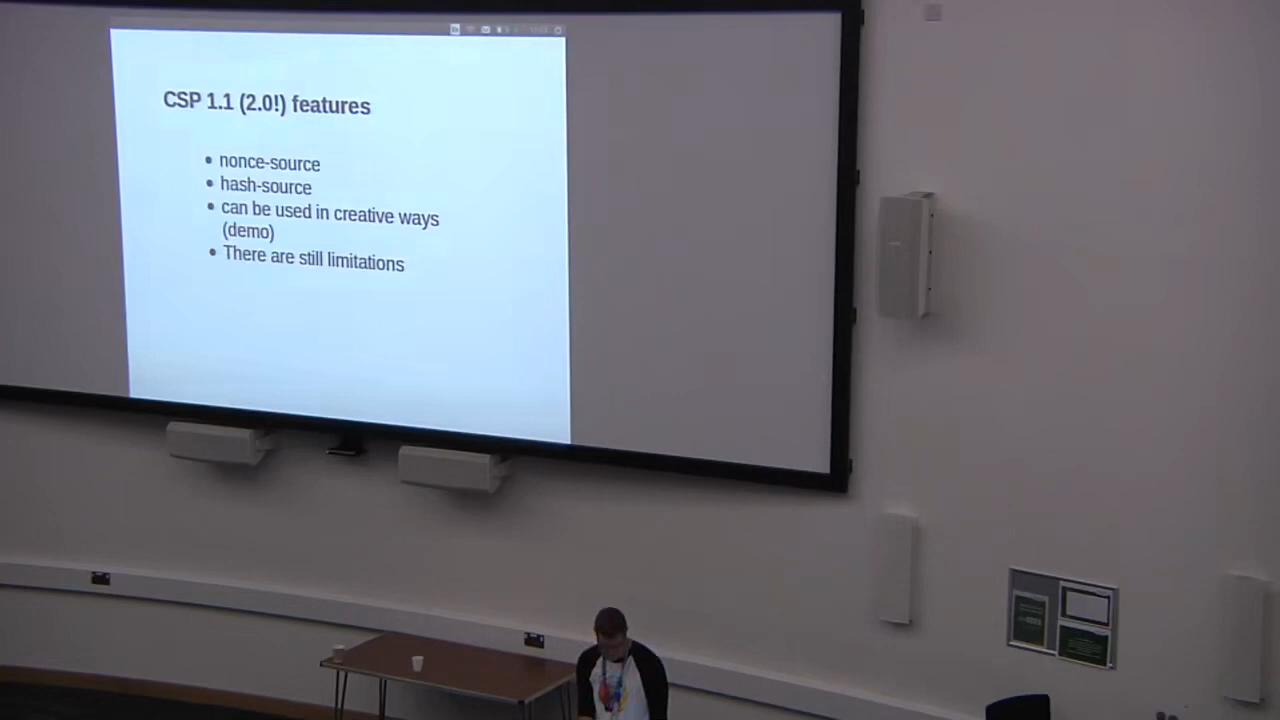 CSP 1.1 (2.0!) features
• nonce-source
• hash-source
• can be used in creative ways
(demo)
• There are still limitations